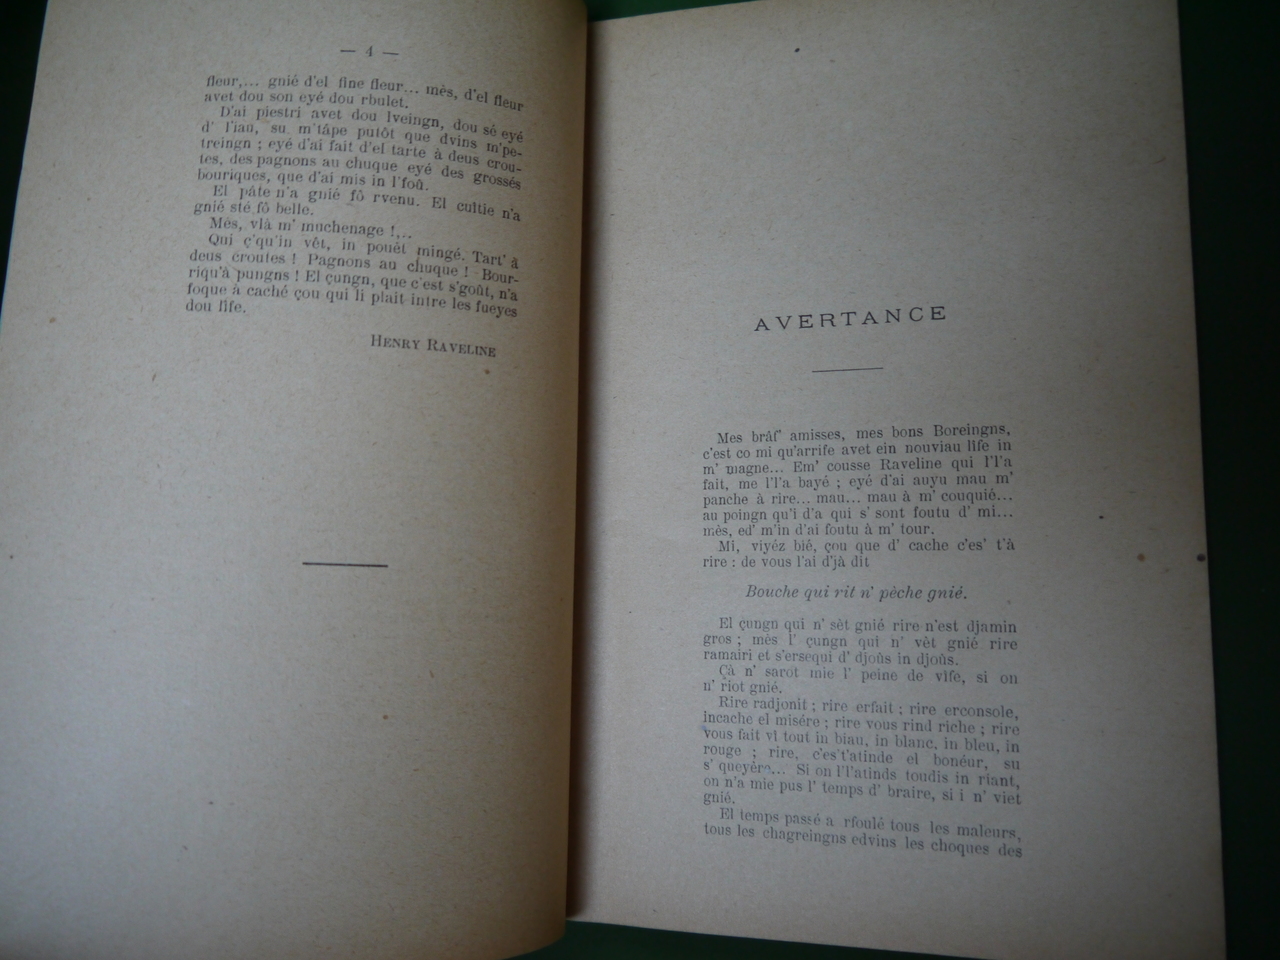 — 4 —
fleur,... gnié d'el fine fleur... mès, d'el fleur
avet dou son eyé dou rbulet.
D'ai piestri avet dou lveingn, dou sé eyé
d' l'iau, su m'tâpe putôt que dvins m'pe-
treingn ; eyé d'ai fait d'el tarte à deus crou-
tes, des pagnons au chuque eyé des grossés
bouriques, que d'ai mis in l'foû.
El pâte n'a gnié fô rvenu. El cultie n'a
gnié sté fô belle.
Mès, vlà m' muchenage !...
Qui ç'qu'in vêt, in pouèt mingé. Tart' à
deus croutes ! Pagnons au chuque ! Bour-
riqu'à pungns ! El çungn, que c'est s'goût, n'a
foque à caché çou qui li plait intre les fueyes
dou life.
HENRY RAVELINE
AVERTANCE
Mes brâf' amisses, mes bons Boreingns,
c'est co mi qu'arrife avet ein nouviau life in
m' magne... Em' cousse Raveline qui l'l'a
fait, me l'l'a bayé ; eyé d'ai auyu mau m'
panche à rire... mau... mau à m' couquié...
au poingn qu'i d'a qui s' sont foutu d' mi...
mès, ed' m'in d'ai foutu à m' tour.
Mi, viyéz bié, çou que d' cache c'es' t'à
rire : de vous l'ai d'jà dit
Bouche qui rit n' pèche gnié.
El çungn qui n' sèt gnié rire n'est djamin
gros ; mès l' çungn qui n' vèt gnié rire
ramairi et s'ersequi d' djoûs in djoûs.
Çà n' sarot mie l' peine de vife, si on
n' riot gnié.
Rire radjonit ; rire erfait ; rire erconsole,
incache el misére ; rire vous rind riche ; rire
vous fait vî tout in biau, in blanc, in bleu, in
rouge ; rire, c'es't'atinde el bonéur, su
s' queyère... Si on l'l'atinds toudis in riant,
on n'a mie pus l' temps d' braire, si i n' viet
gnié.
El temps passé a rfoulé tous les maleurs,
tous les chagreingns edvins les choques des